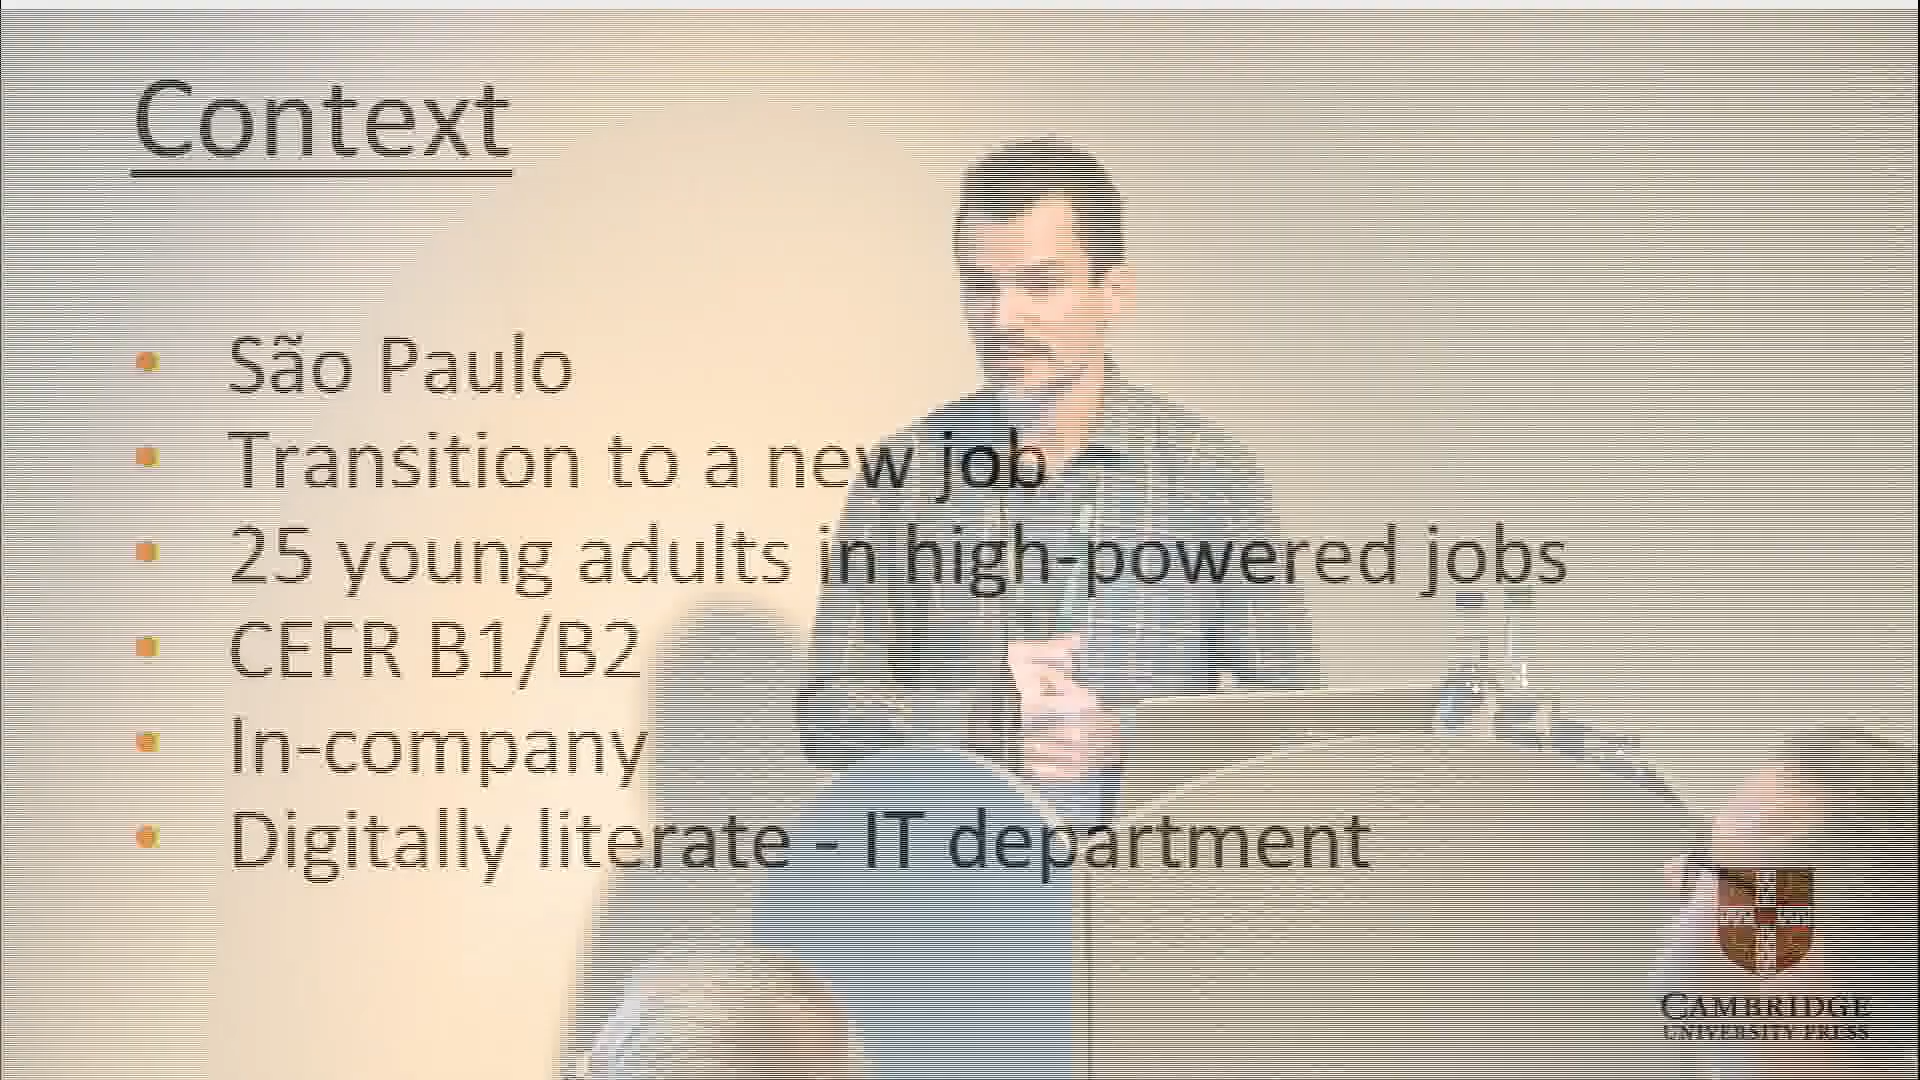 Context
São Paulo
Transition to a new job
25 young adults in high-powered jobs
CEFR B1/B2
In-company
Digitally literate - IT department
CAMBRIDGE
UNIVERSITY PRESS